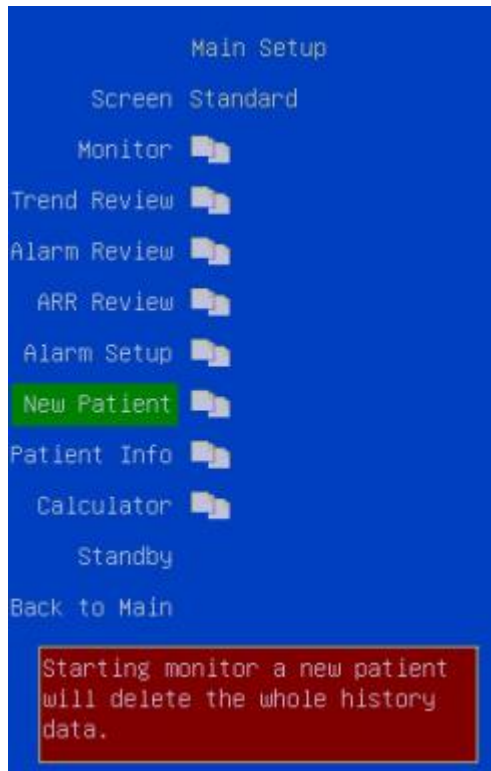 Main Setup
Screen Standard
Monitor
Trend Review
Alarm Review
ARR Review
Alarm Setup
New Patient
Patient Info
Calculator
Standby
Back to Main
Starting monitor a new patient
will delete the whole history
data.